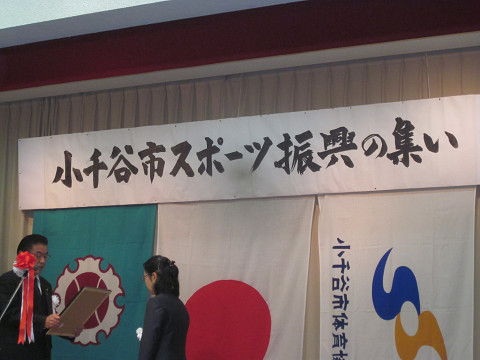 小千谷市スポーツ振興の集い
小千谷市体育協